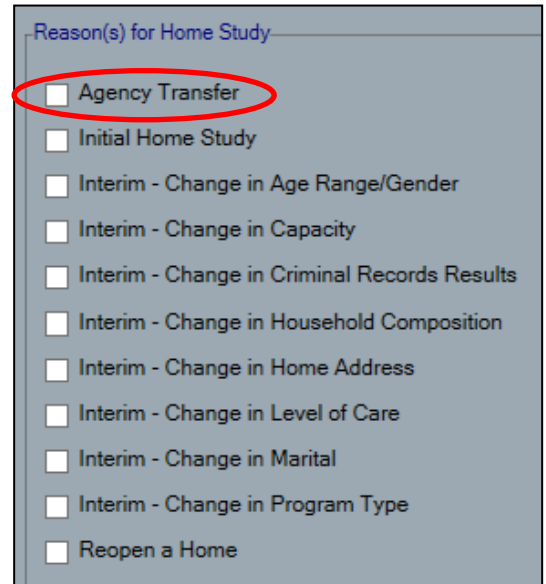 Reason(s) for Home Study
Agency Transfer
Initial Home Study
Interim - Change in Age Range/Gender
Interim - Change in Capacity
Interim - Change in Criminal Records Results
Interim - Change in Household Composition
Interim - Change in Home Address
Interim - Change in Level of Care
Interim - Change in Marital
Interim - Change in Program Type
Reopen a Home